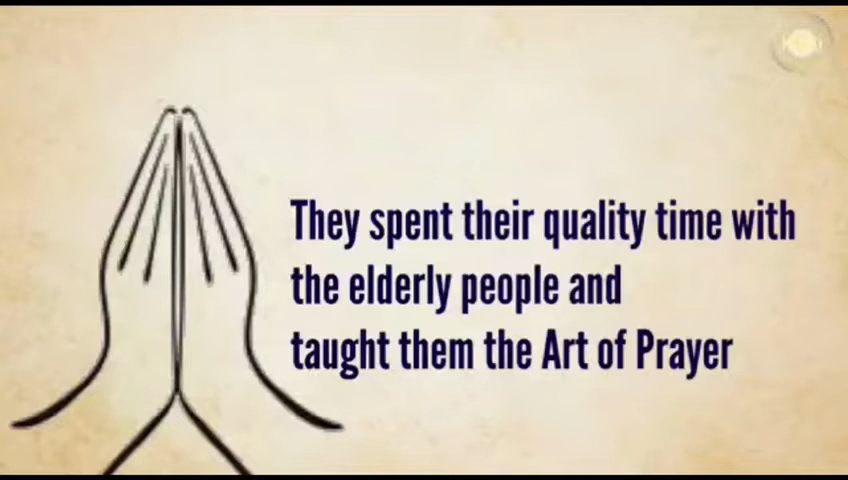 They spent their quality time with
the elderly people and
taught them the Art of Prayer